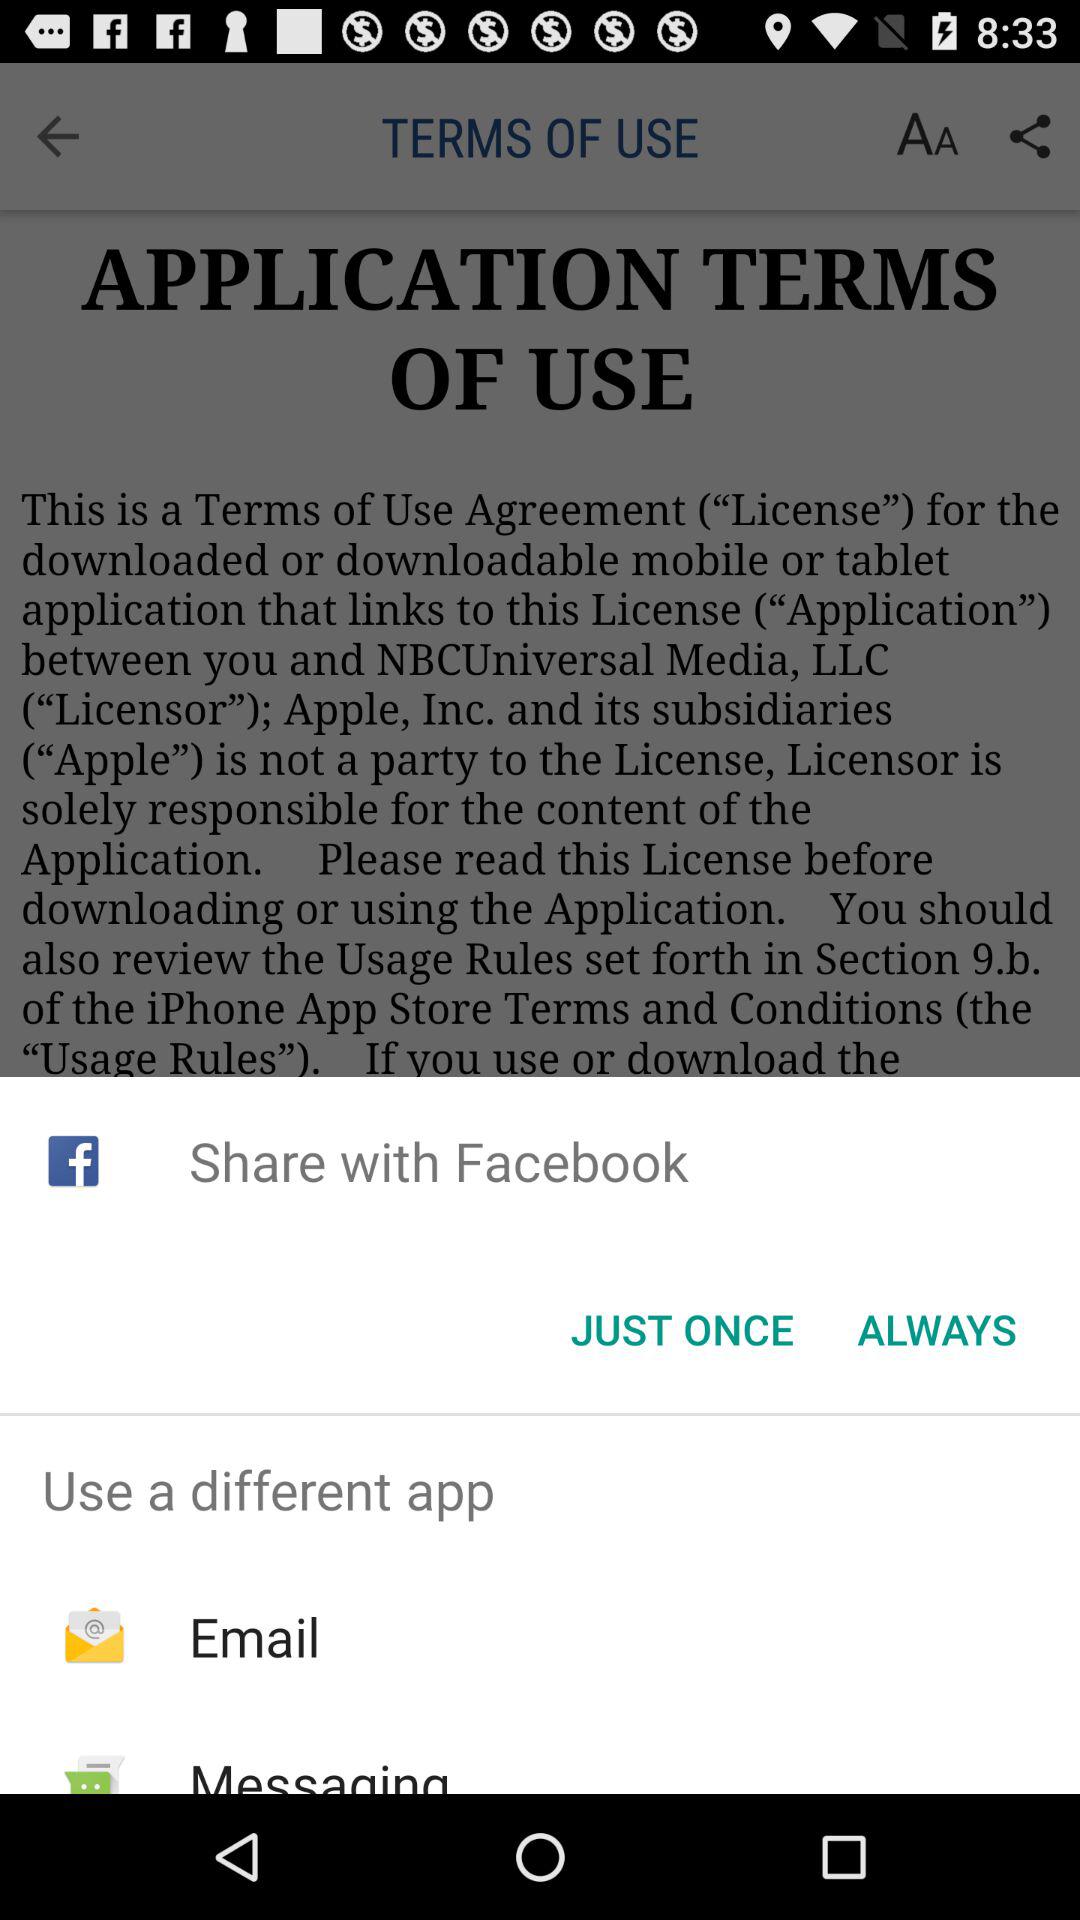 8:33
TERMS OF USE AA
APPLICATION TERMS
OF USE
This is a Terms of Use Agreement (“License”) for the
downloaded or downloadable mobile or tablet
application that links to this License (“Application”)
between you and NBCUniversal Media, LLC
(“Licensor”); Apple, Inc. and its subsidiaries
(“Apple”) is not a party to the License, Licensor is
solely responsible for the content of the
Application. Please read this License before
downloading or using the Application. You should
also review the Usage Rules set forth in Section 9.b.
of the iPhone App Store Terms and Conditions (the
“Usage Rules”). If you use or download the
Share with Facebook
JUST ONCE ALWAYS
Use a different app
Email
Messaging